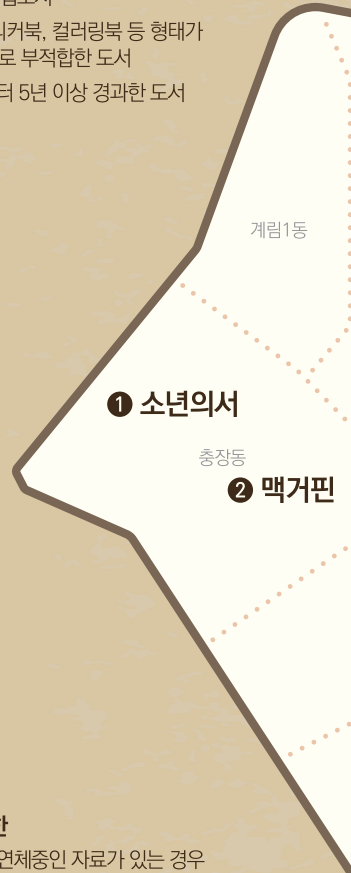 커북, 컬러링북 등 형태가
로 부적합한 도서
터 5년 이상 경과한 도서
계림1동
❶ 소년의서
충장동
❷ 맥거핀
한
연체중인 자료가 있는 경우